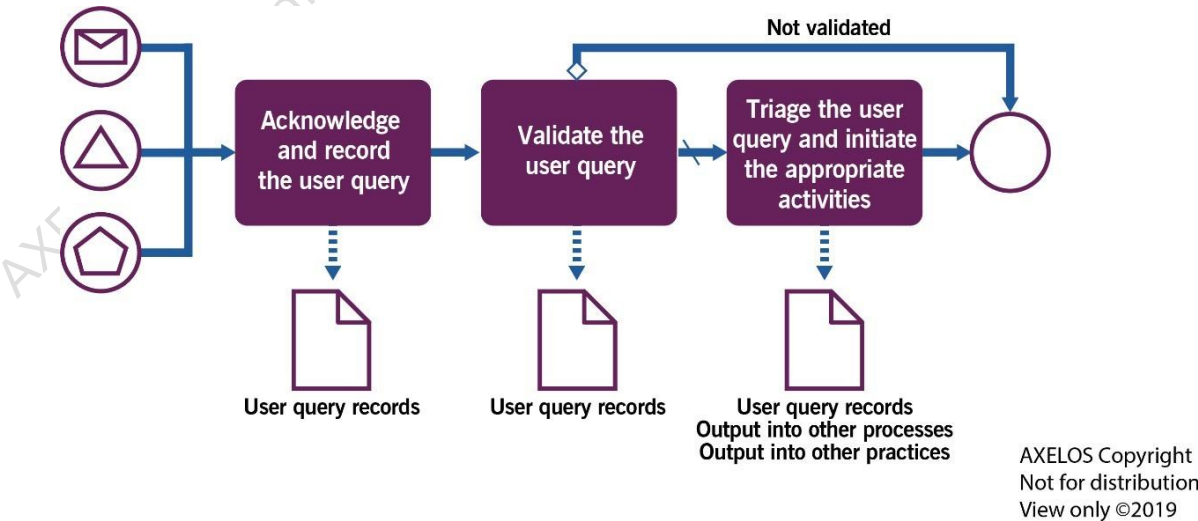 Not validated
Acknowledge
and record
the user query
Validate the
user query
Triage the user
query and initiate
the appropriate
activities
User query records
User query records
User query records
Output into other processes
Output into other practices
AXELOS Copyright
Not for distribution
View only ©2019